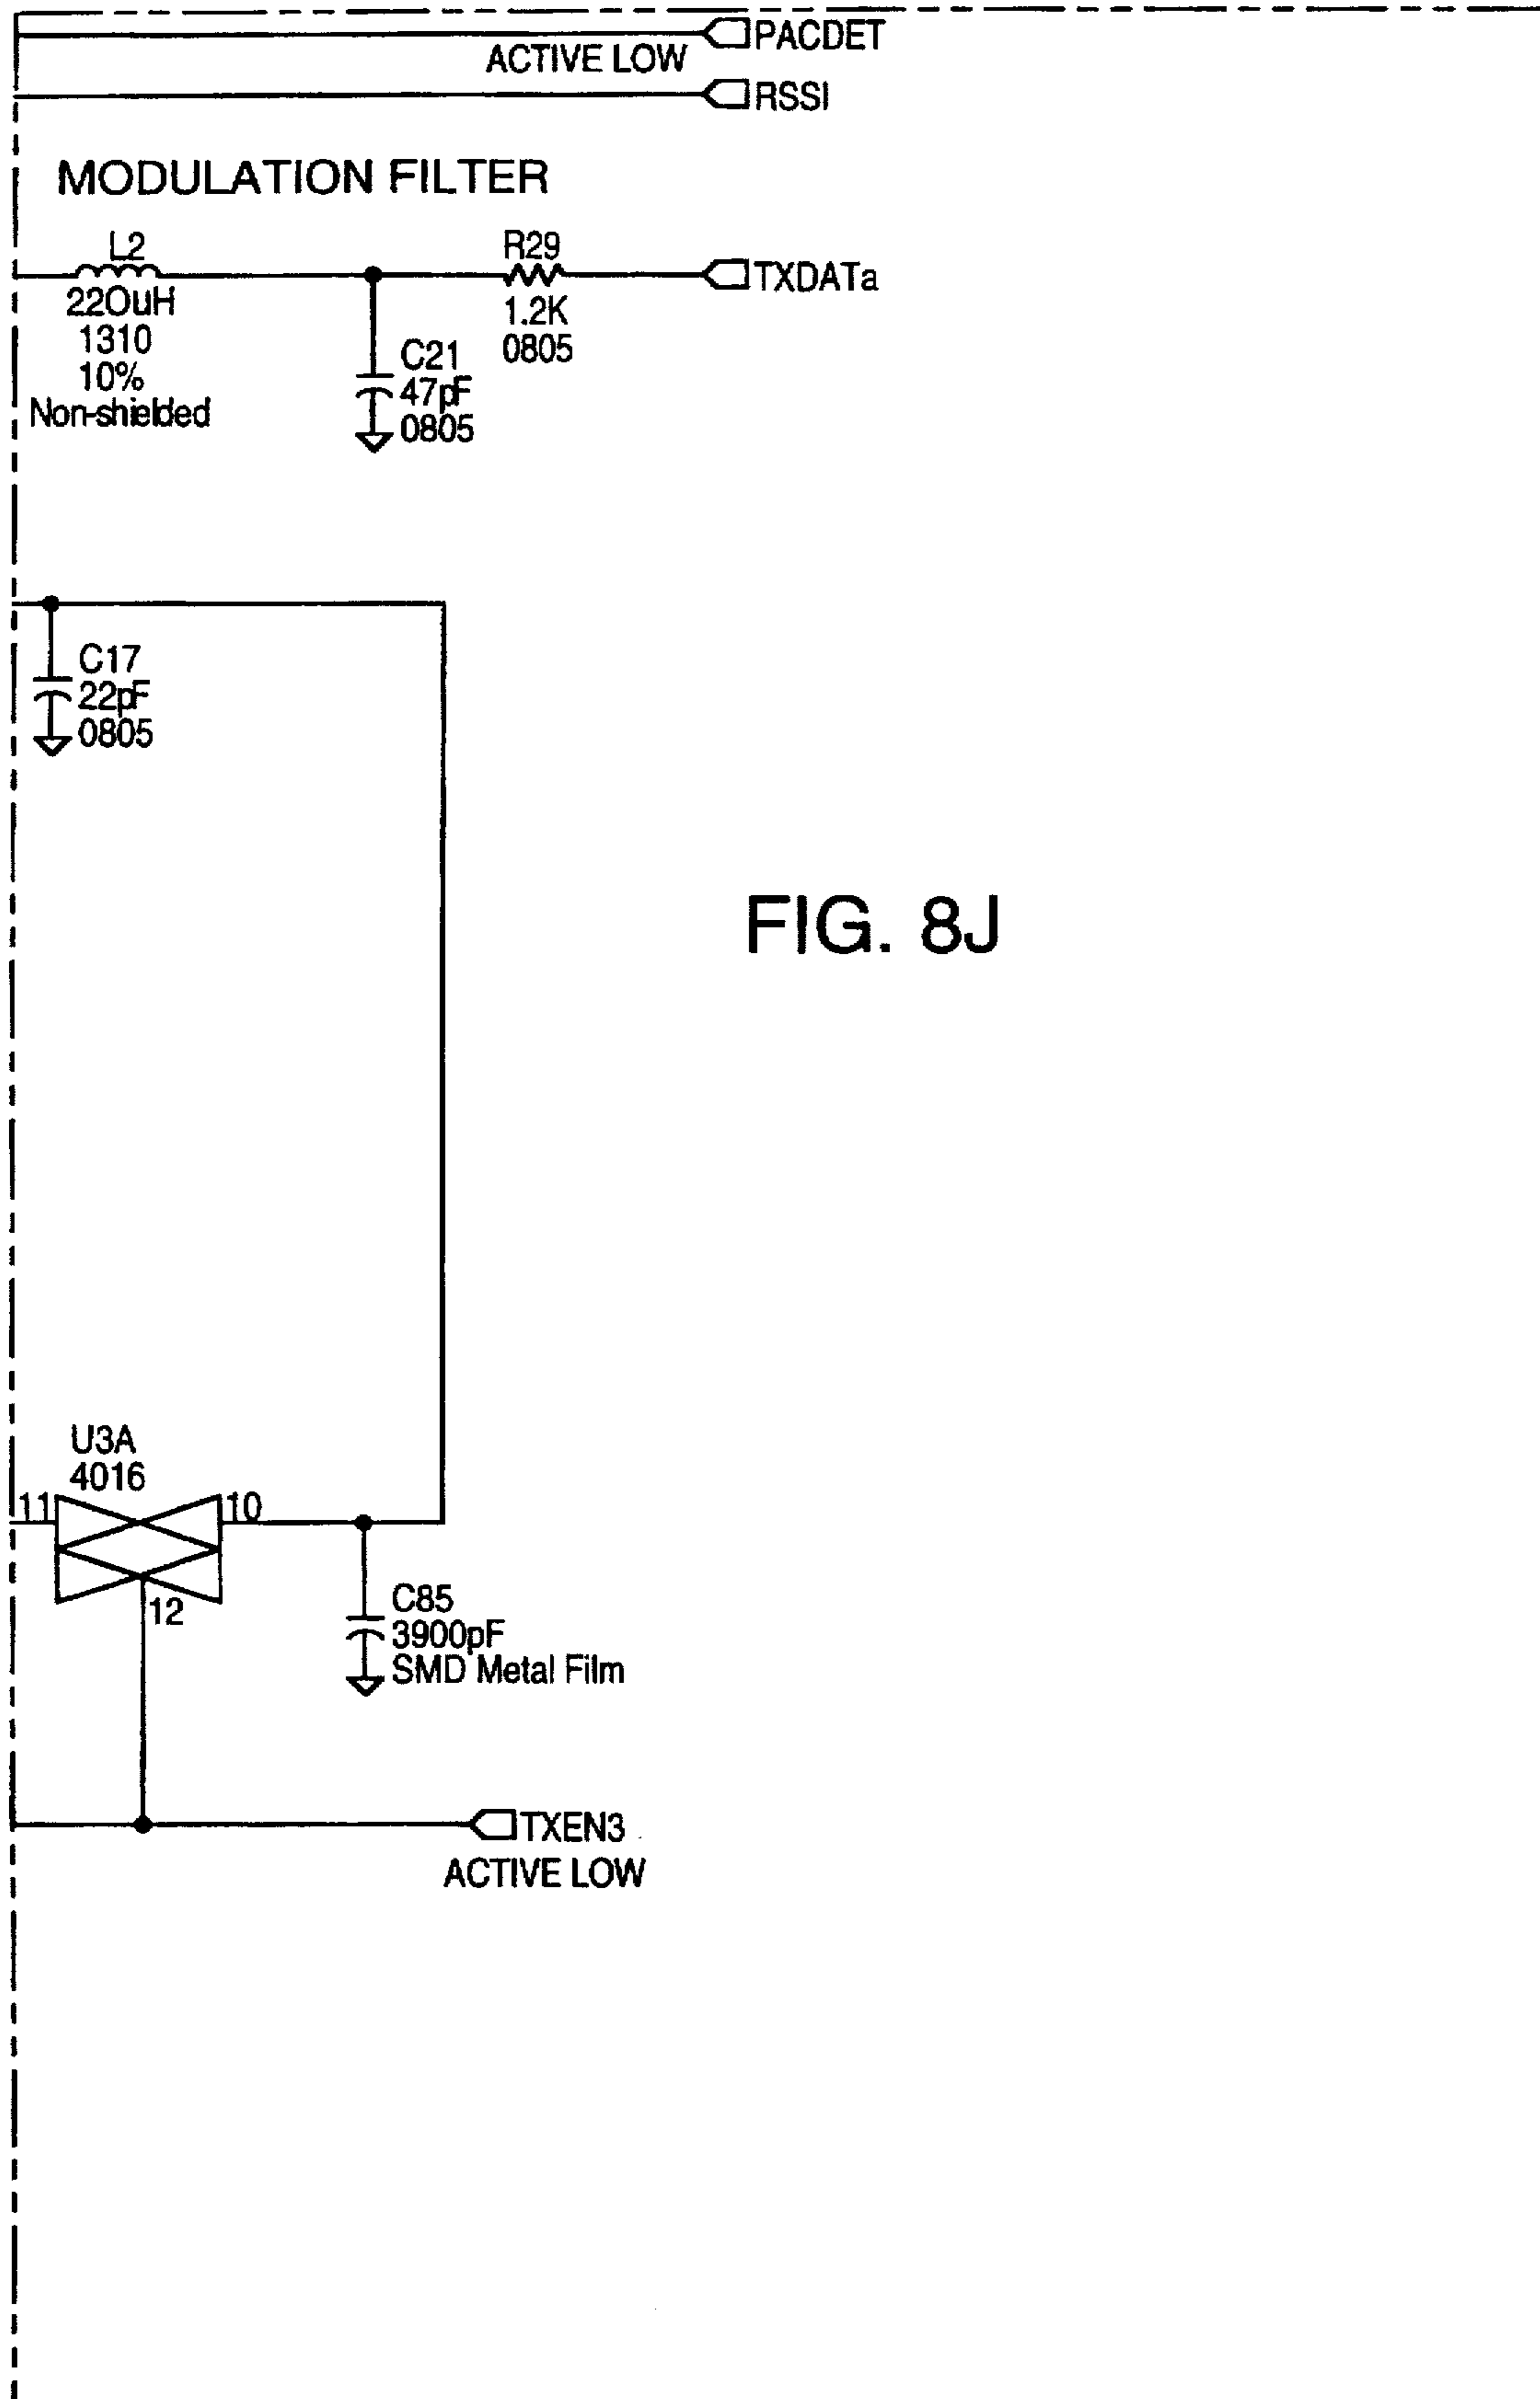 PACDET
ACTIVE LOW
RSSI
MODULATION FILTER
L2
220uH
1310
10%
Non-shielded
R29
1.2K
0805
TXDATa
C21
47pF
0805
C17
22pF
0805
FIG. 8J
U3A
4016
11
10
12
C85
3900pF
SMD Metal Film
TXEN3
ACTIVE LOW